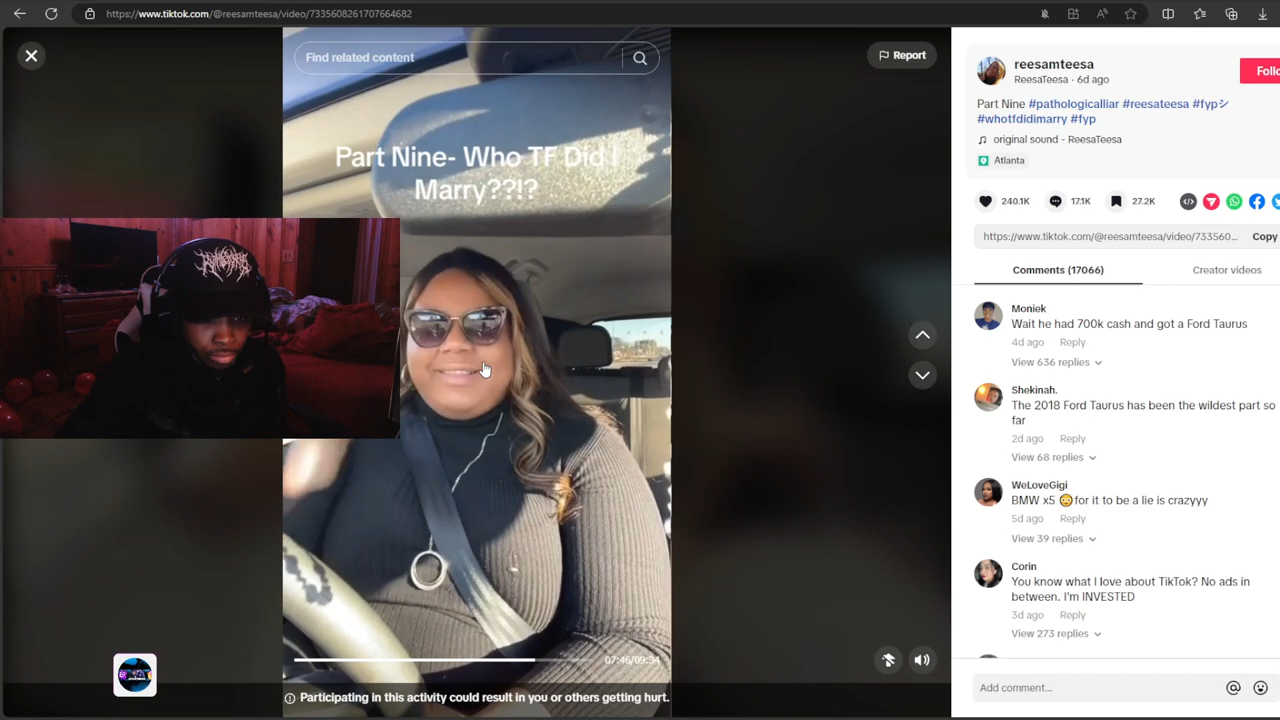 https://www.tiktok.com/@reesamteesa/video/7335608261707664682
Find related content
Report
Part Nine- Who TF Did I
Marry??!?
07:46/09:34
Participating in this activity could result in you or others getting hurt.
reesamteesa
ReesaTeesa · 6d ago
Follo
Part Nine #pathologicalliar #reesateesa #fypシ
#whotfdidimarry #fyp
original sound - ReesaTeesa
Atlanta
240.1K
17.1K
27.2K
https://www.tiktok.com/@reesamteesa/video/733560...
Copy
Comments (17066)
Creator videos
Moniek
Wait he had 700k cash and got a Ford Taurus
4d ago Reply
View 636 replies
Shekinah.
The 2018 Ford Taurus has been the wildest part so
far
2d ago Reply
View 68 replies
WeLoveGigi
BMW x5 😳for it to be a lie is crazyyy
5d ago Reply
View 39 replies
Corin
You know what I love about TikTok? No ads in
between. I'm INVESTED
3d ago Reply
View 273 replies
Add comment...